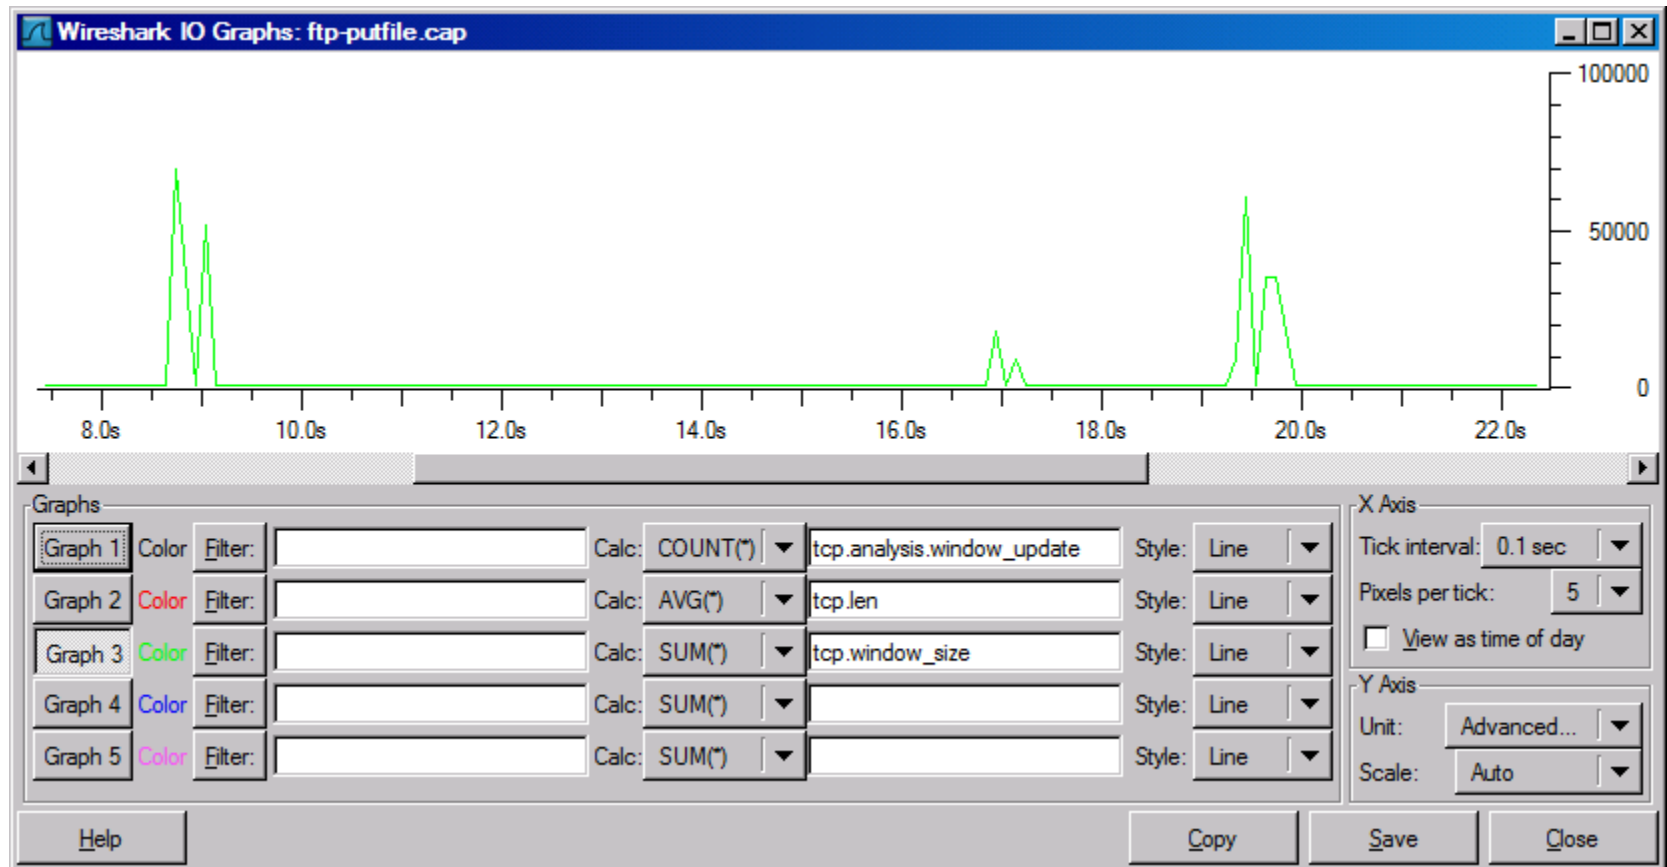 Wireshark IO Graphs: ftp-putfile.cap
100000
50000
0
8.0s 10.0s 12.0s 14.0s 16.0s 18.0s 20.0s 22.0s
Graphs
Graph 1 Color Filter: Calc: COUNT(*) tcp.analysis.window_update Style: Line
Graph 2 Color Filter: Calc: AVG(*) tcp.len Style: Line
Graph 3 Color Filter: Calc: SUM(*) tcp.window_size Style: Line
Graph 4 Color Filter: Calc: SUM(*) Style: Line
Graph 5 Color Filter: Calc: SUM(*) Style: Line
X Axis
Tick interval: 0.1 sec
Pixels per tick: 5
View as time of day
Y Axis
Unit: Advanced...
Scale: Auto
Help Copy Save Close